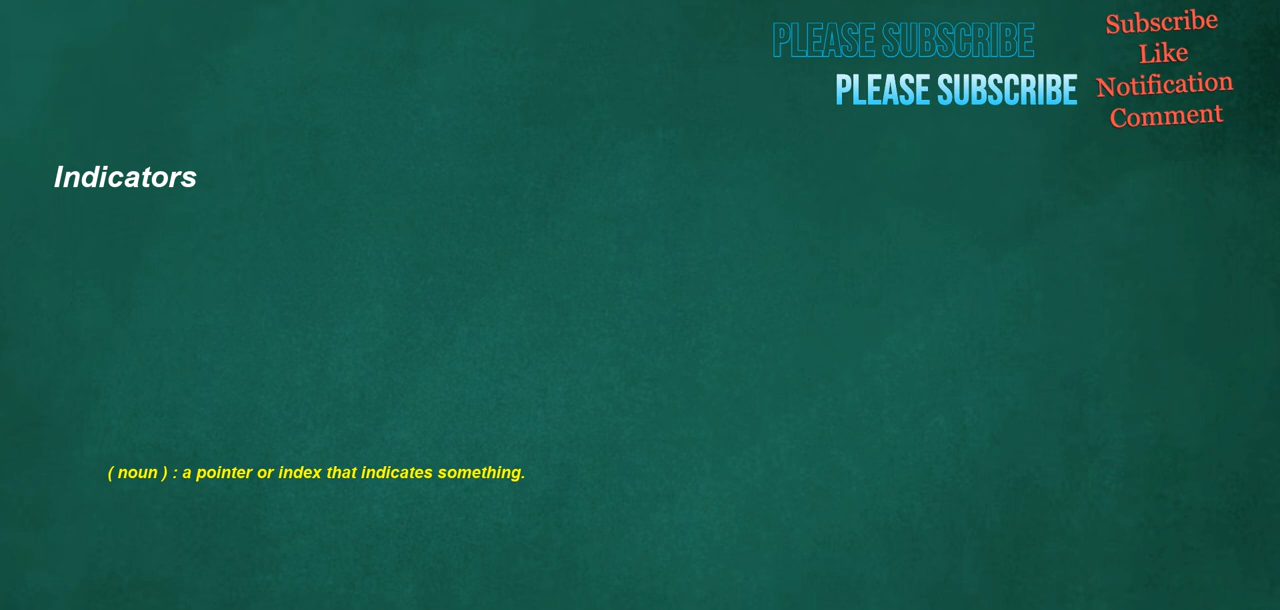 PLEASE SUBSCRIBE
PLEASE SUBSCRIBE
Subscribe
Like
Notification
Comment
Indicators
( noun ) : a pointer or index that indicates something.